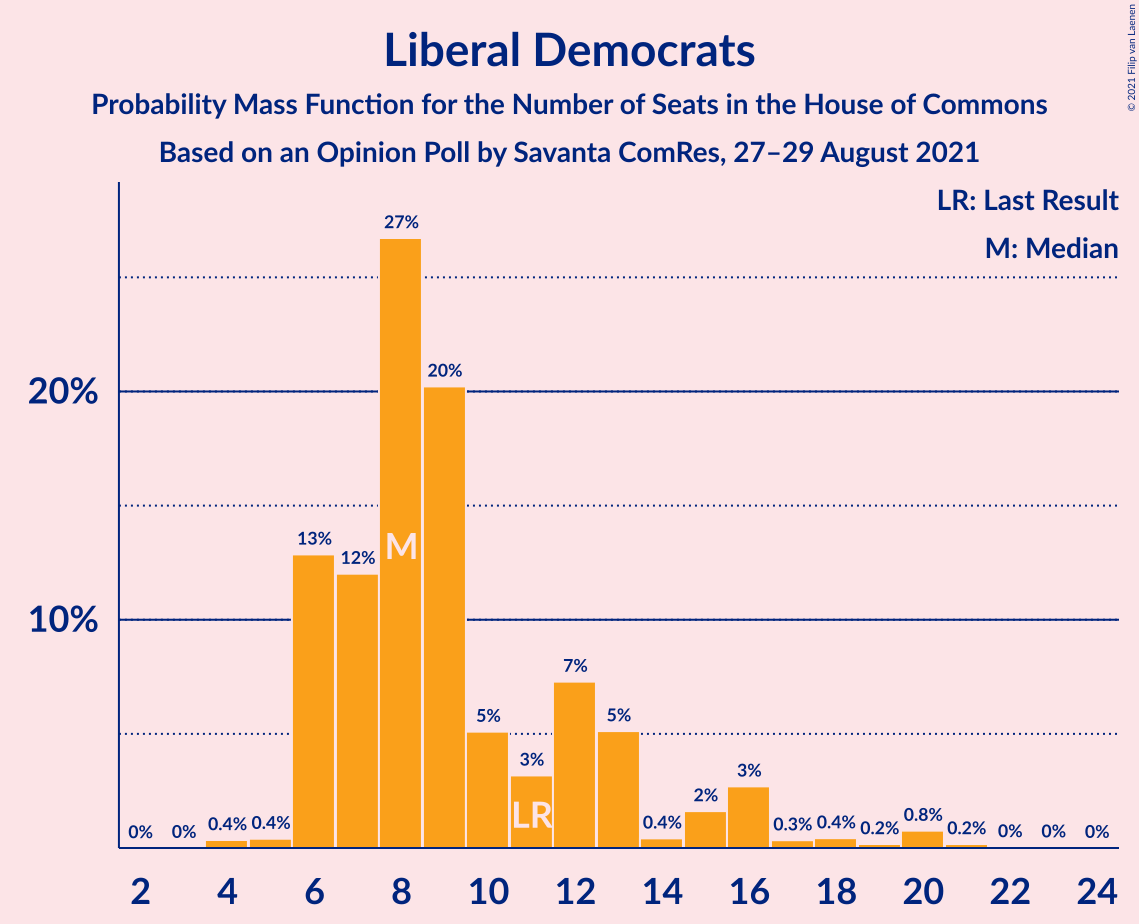 © 2021 Filip van Laenen
Liberal Democrats
Probability Mass Function for the Number of Seats in the House of Commons
Based on an Opinion Poll by Savanta ComRes, 27–29 August 2021
LR: Last Result
M: Median
20%
10%
0% 0% 0.4% 0.4% 13% 12% 27% 20% 5% 3% 7% 5% 0.4% 2% 3% 0.3% 0.4% 0.2% 0.8% 0.2% 0% 0% 0%
M
LR
2 4 6 8 10 12 14 16 18 20 22 24